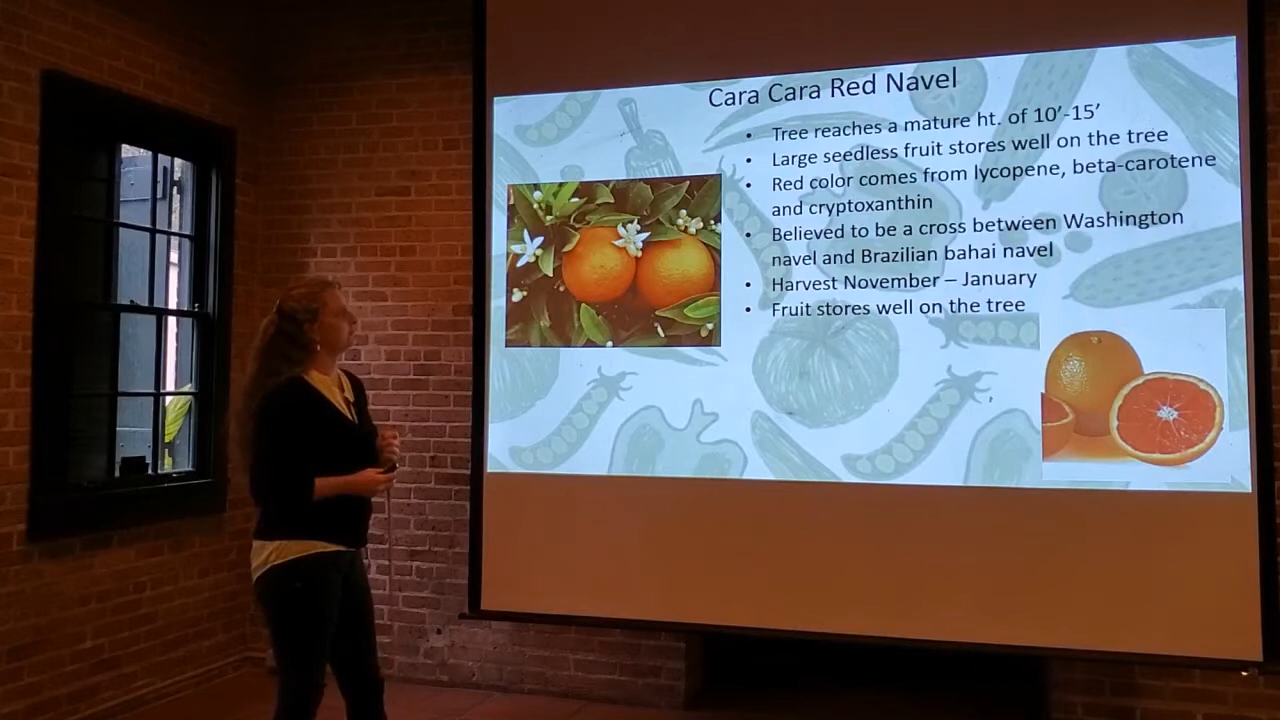 Cara Cara Red Navel
• Tree reaches a mature ht. of 10’-15’
• Large seedless fruit stores well on the tree
• Red color comes from lycopene, beta-carotene
and cryptoxanthin
• Believed to be a cross between Washington
navel and Brazilian bahai navel
• Harvest November – January
• Fruit stores well on the tree